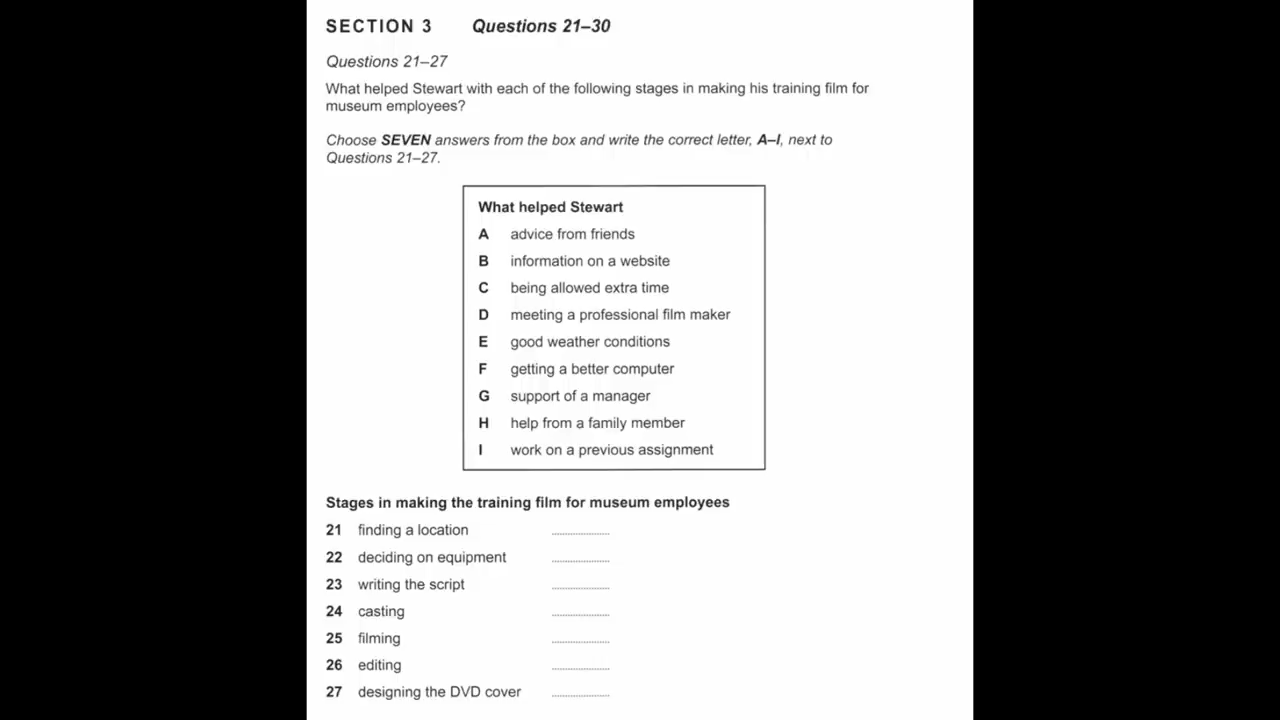 SECTION 3 Questions 21–30
Questions 21–27
What helped Stewart with each of the following stages in making his training film for
museum employees?
Choose SEVEN answers from the box and write the correct letter, A–I, next to
Questions 21–27.
What helped Stewart
A advice from friends
B information on a website
C being allowed extra time
D meeting a professional film maker
E good weather conditions
F getting a better computer
G support of a manager
H help from a family member
I work on a previous assignment
Stages in making the training film for museum employees
21 finding a location ....................
22 deciding on equipment ....................
23 writing the script ....................
24 casting ....................
25 filming ....................
26 editing ....................
27 designing the DVD cover ....................